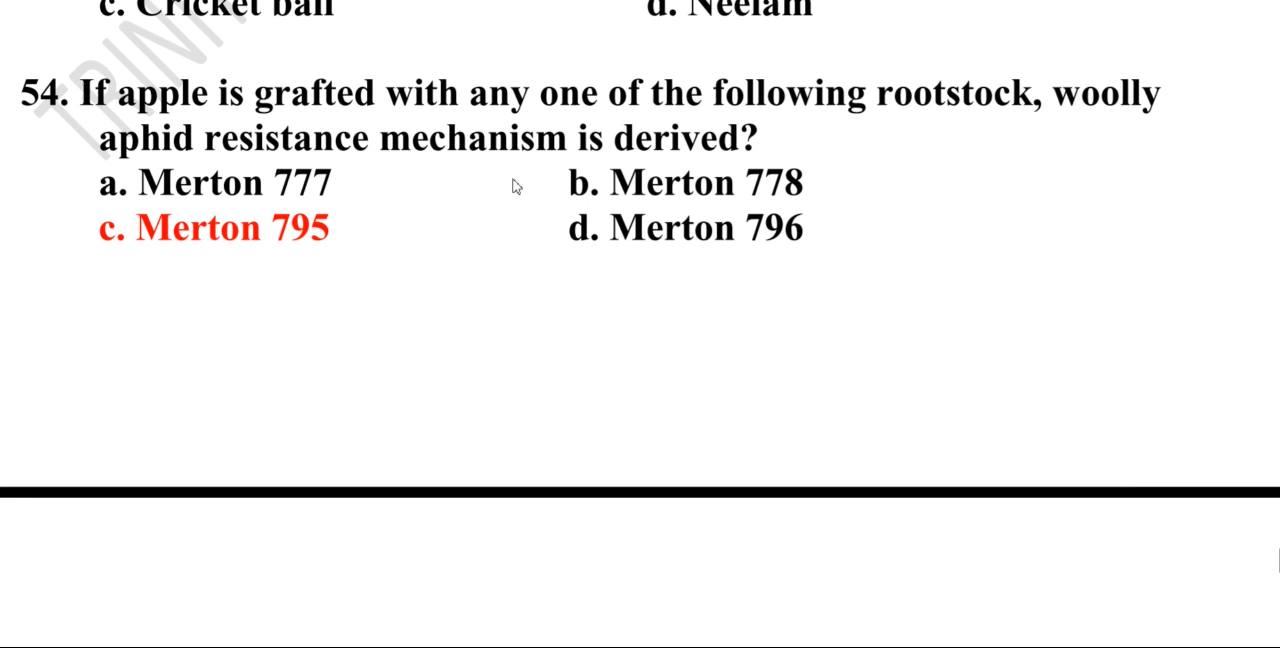 c. Cricket ball d. Neelam
54. If apple is grafted with any one of the following rootstock, woolly
aphid resistance mechanism is derived?
a. Merton 777 b. Merton 778
c. Merton 795 d. Merton 796